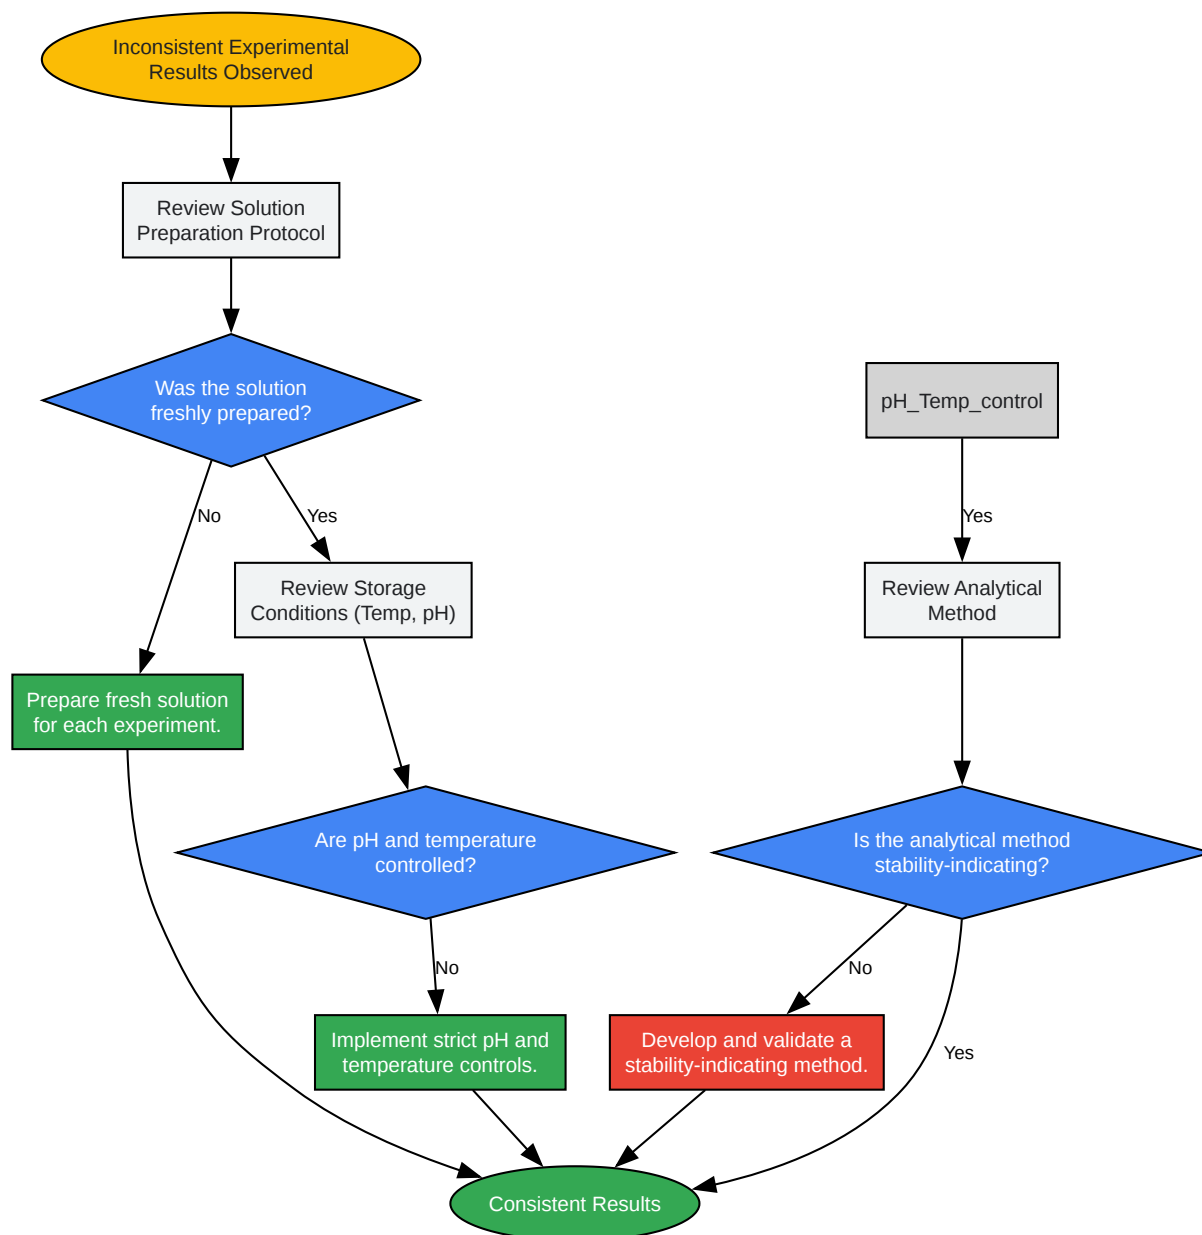 Inconsistent Experimental
Results Observed
Review Solution
Preparation Protocol
Was the solution
freshly prepared?
pH_Temp_control
No
Yes
Yes
Review Storage
Conditions (Temp, pH)
Review Analytical
Method
Prepare fresh solution
for each experiment.
Are pH and temperature
controlled?
Is the analytical method
stability-indicating?
No
No
Implement strict pH and
temperature controls.
Develop and validate a
stability-indicating method.
Yes
Consistent Results